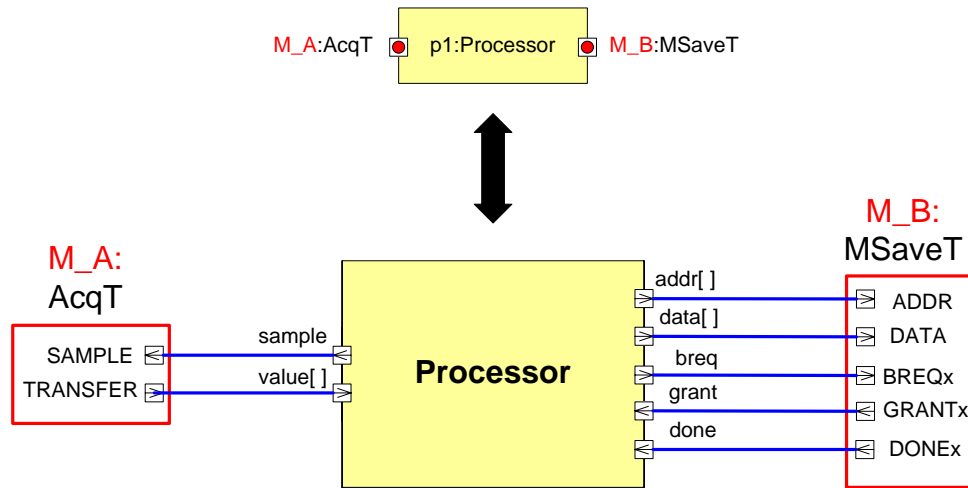 M_A:AcqT
p1:Processor
M_B:MSaveT
M_A:
AcqT
SAMPLE
TRANSFER
sample
value[ ]
Processor
addr[ ]
data[ ]
breq
grant
done
M_B:
MSaveT
ADDR
DATA
BREQx
GRANTx
DONEx